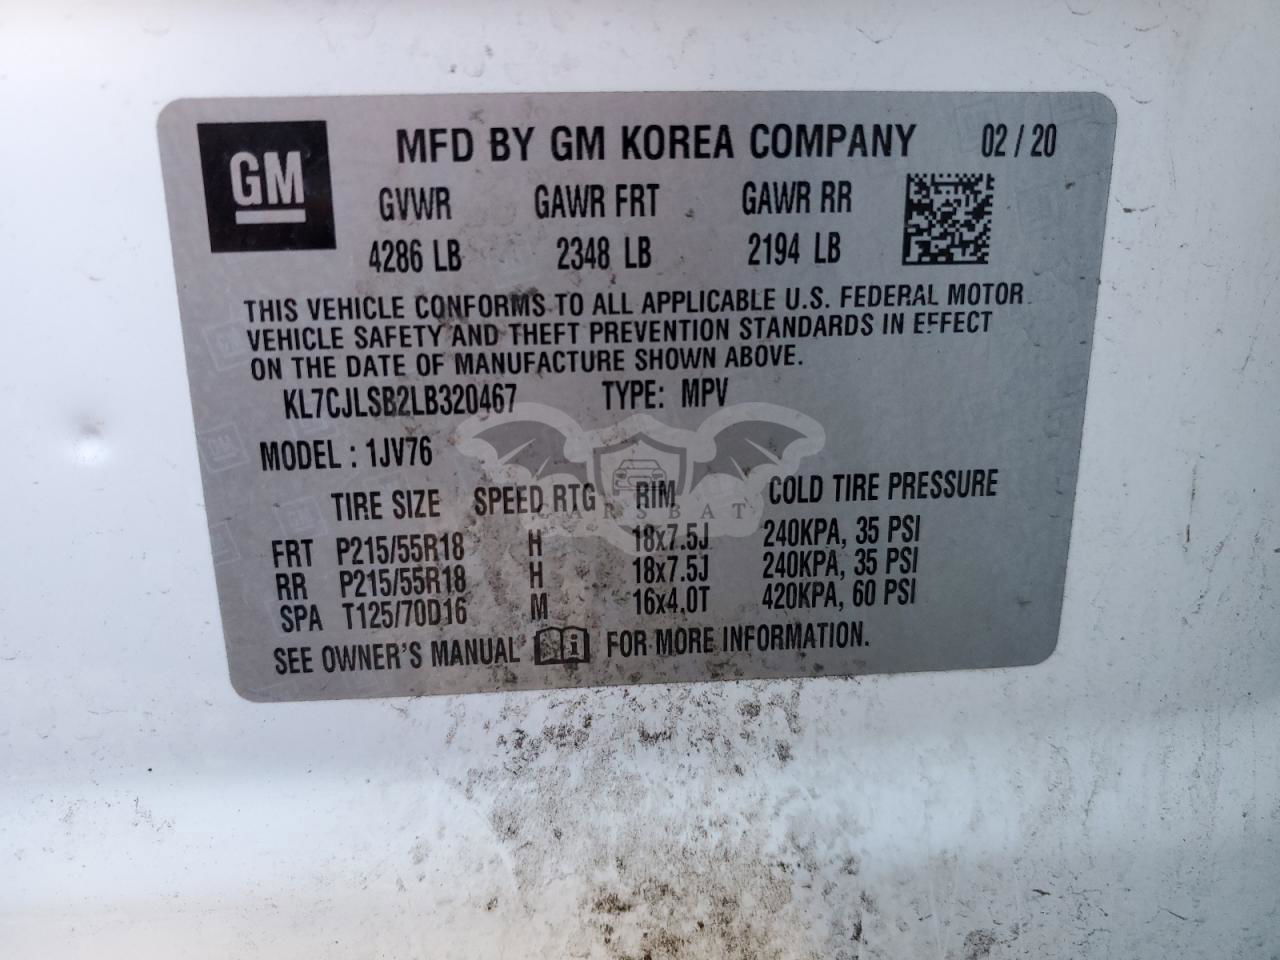 GM
MFD BY GM KOREA COMPANY 02 / 20
GVWR GAWR FRT GAWR RR
4286 LB 2348 LB 2194 LB
THIS VEHICLE CONFORMS TO ALL APPLICABLE U.S. FEDERAL MOTOR
VEHICLE SAFETY AND THEFT PREVENTION STANDARDS IN EFFECT
ON THE DATE OF MANUFACTURE SHOWN ABOVE.
KL7CJLSB2LB320467 TYPE: MPV
MODEL : 1JV76
TIRE SIZE SPEED RTG RIM COLD TIRE PRESSURE
CARSBAT
FRT P215/55R18 H 18x7.5J 240KPA, 35 PSI
RR P215/55R18 H 18x7.5J 240KPA, 35 PSI
SPA T125/70D16 M 16x4.0T 420KPA, 60 PSI
SEE OWNER'S MANUAL i FOR MORE INFORMATION.